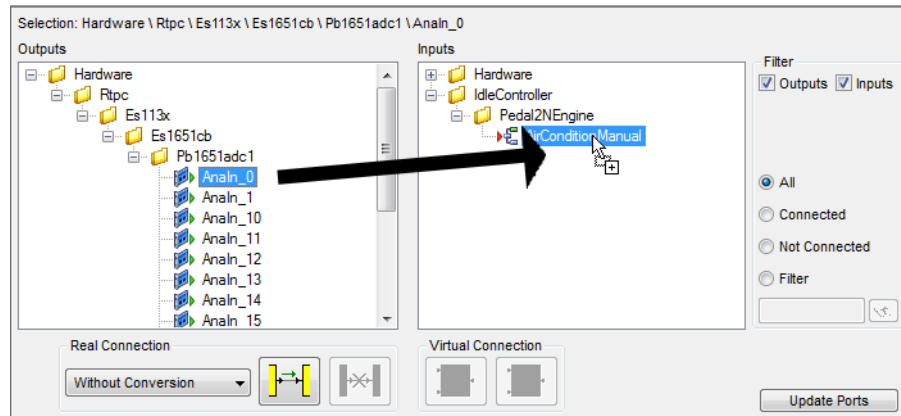 Selection: Hardware \ Rtpc \ Es113x \ Es1651cb \ Pb1651adc1 \ AnaIn_0
Outputs
Inputs
Filter
Hardware
Rtpc
Es113x
Es1651cb
Pb1651adc1
AnaIn_0
AnaIn_1
AnaIn_10
AnaIn_11
AnaIn_12
AnaIn_13
AnaIn_14
AnaIn_15
Hardware
IdleController
Pedal2NEngine
AirConditionManual
Outputs Inputs
All
Connected
Not Connected
Filter
Real Connection
Without Conversion
Virtual Connection
Update Ports